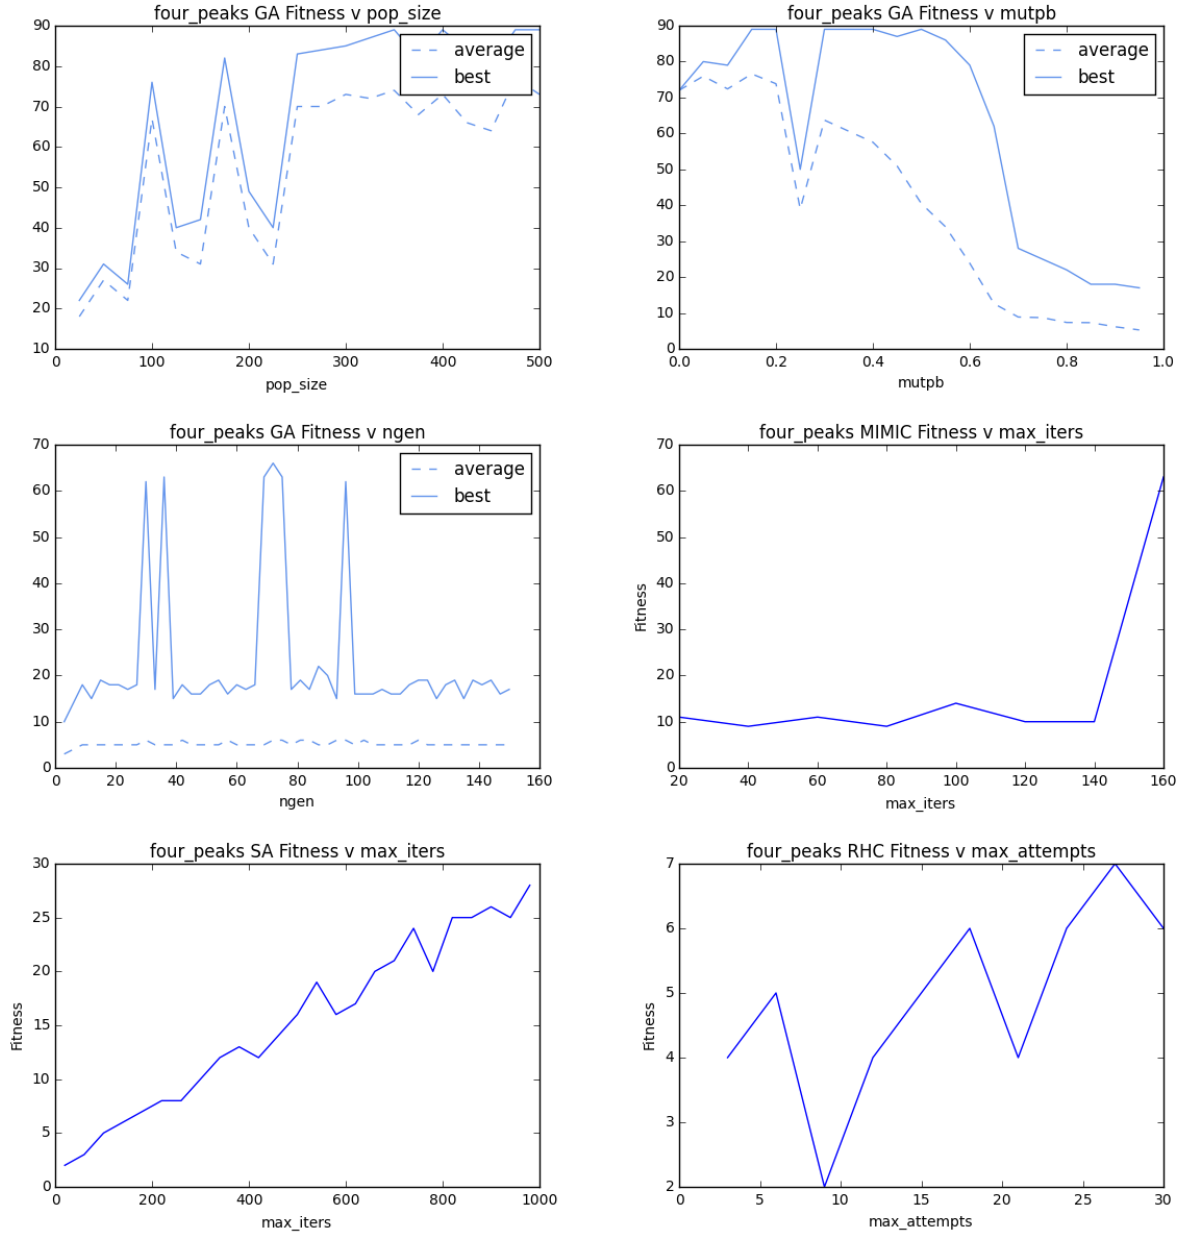 four_peaks GA Fitness v pop_size
90
80
70
60
50
40
30
20
10
0 100 200 300 400 500
pop_size
average
best
four_peaks GA Fitness v mutpb
90
80
70
60
50
40
30
20
10
0
0.0 0.2 0.4 0.6 0.8 1.0
mutpb
average
best
four_peaks GA Fitness v ngen
70
60
50
40
30
20
10
0
0 20 40 60 80 100 120 140 160
ngen
average
best
four_peaks MIMIC Fitness v max_iters
Fitness
70
60
50
40
30
20
10
0
20 40 60 80 100 120 140 160
max_iters
four_peaks SA Fitness v max_iters
Fitness
30
25
20
15
10
5
0
0 200 400 600 800 1000
max_iters
four_peaks RHC Fitness v max_attempts
Fitness
7
6
5
4
3
2
0 5 10 15 20 25 30
max_attempts